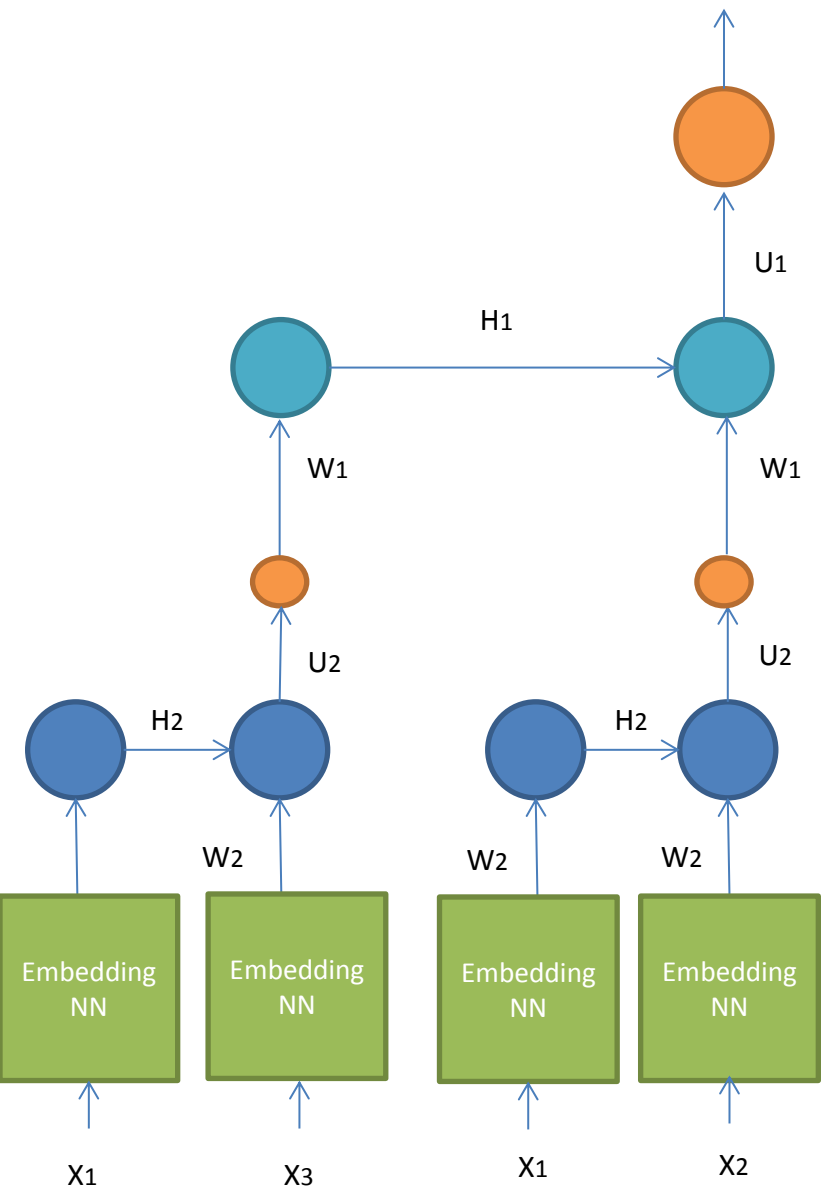 U1
H1
W1
W1
U2
U2
H2
H2
W2
W2
W2
Embedding
NN
Embedding
NN
Embedding
NN
Embedding
NN
X1
X3
X1
X2